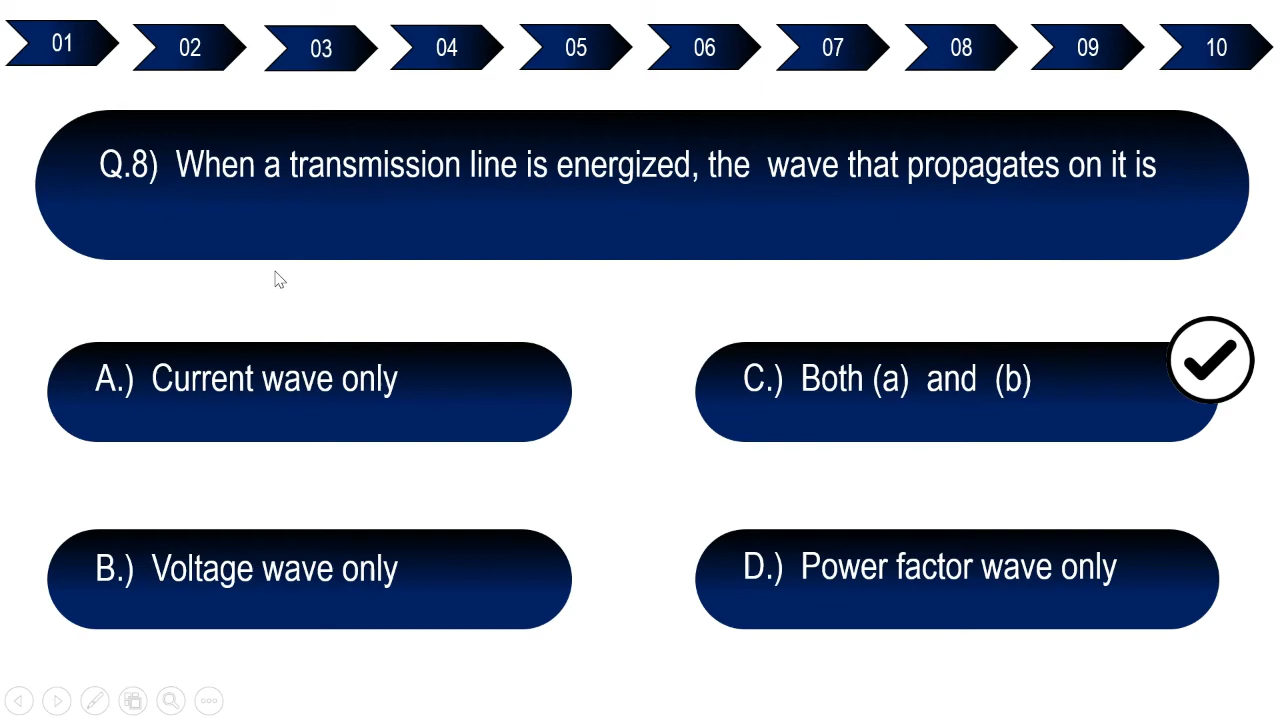 01
02
03
04
05
06
07
08
09
10
Q.8) When a transmission line is energized, the wave that propagates on it is
A.) Current wave only
C.) Both (a) and (b)
B.) Voltage wave only
D.) Power factor wave only